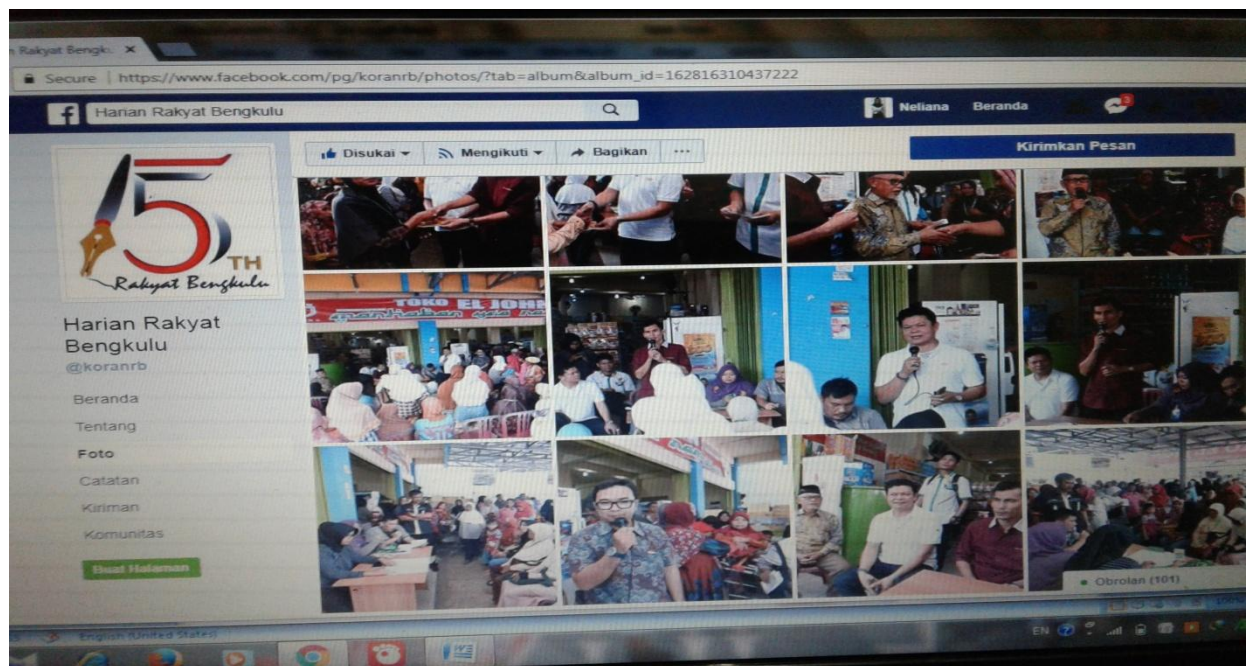 Rakyat Bengku
Secure | https://www.facebook.com/pg/koranrb/photos/?tab=album&album_id=162816310437222
Harian Rakyat Bengkulu
Neliana Beranda 3
Disukai Mengikuti Bagikan ...
Kirimkan Pesan
15
TH
Rakyat Bengkulu
Harian Rakyat
Bengkulu
@koranrb
Beranda
Tentang
Foto
Catatan
Kiriman
Komunitas
Buat Halaman
TOKO EL JOHN
Obrolan (101)
English (United States)
EN